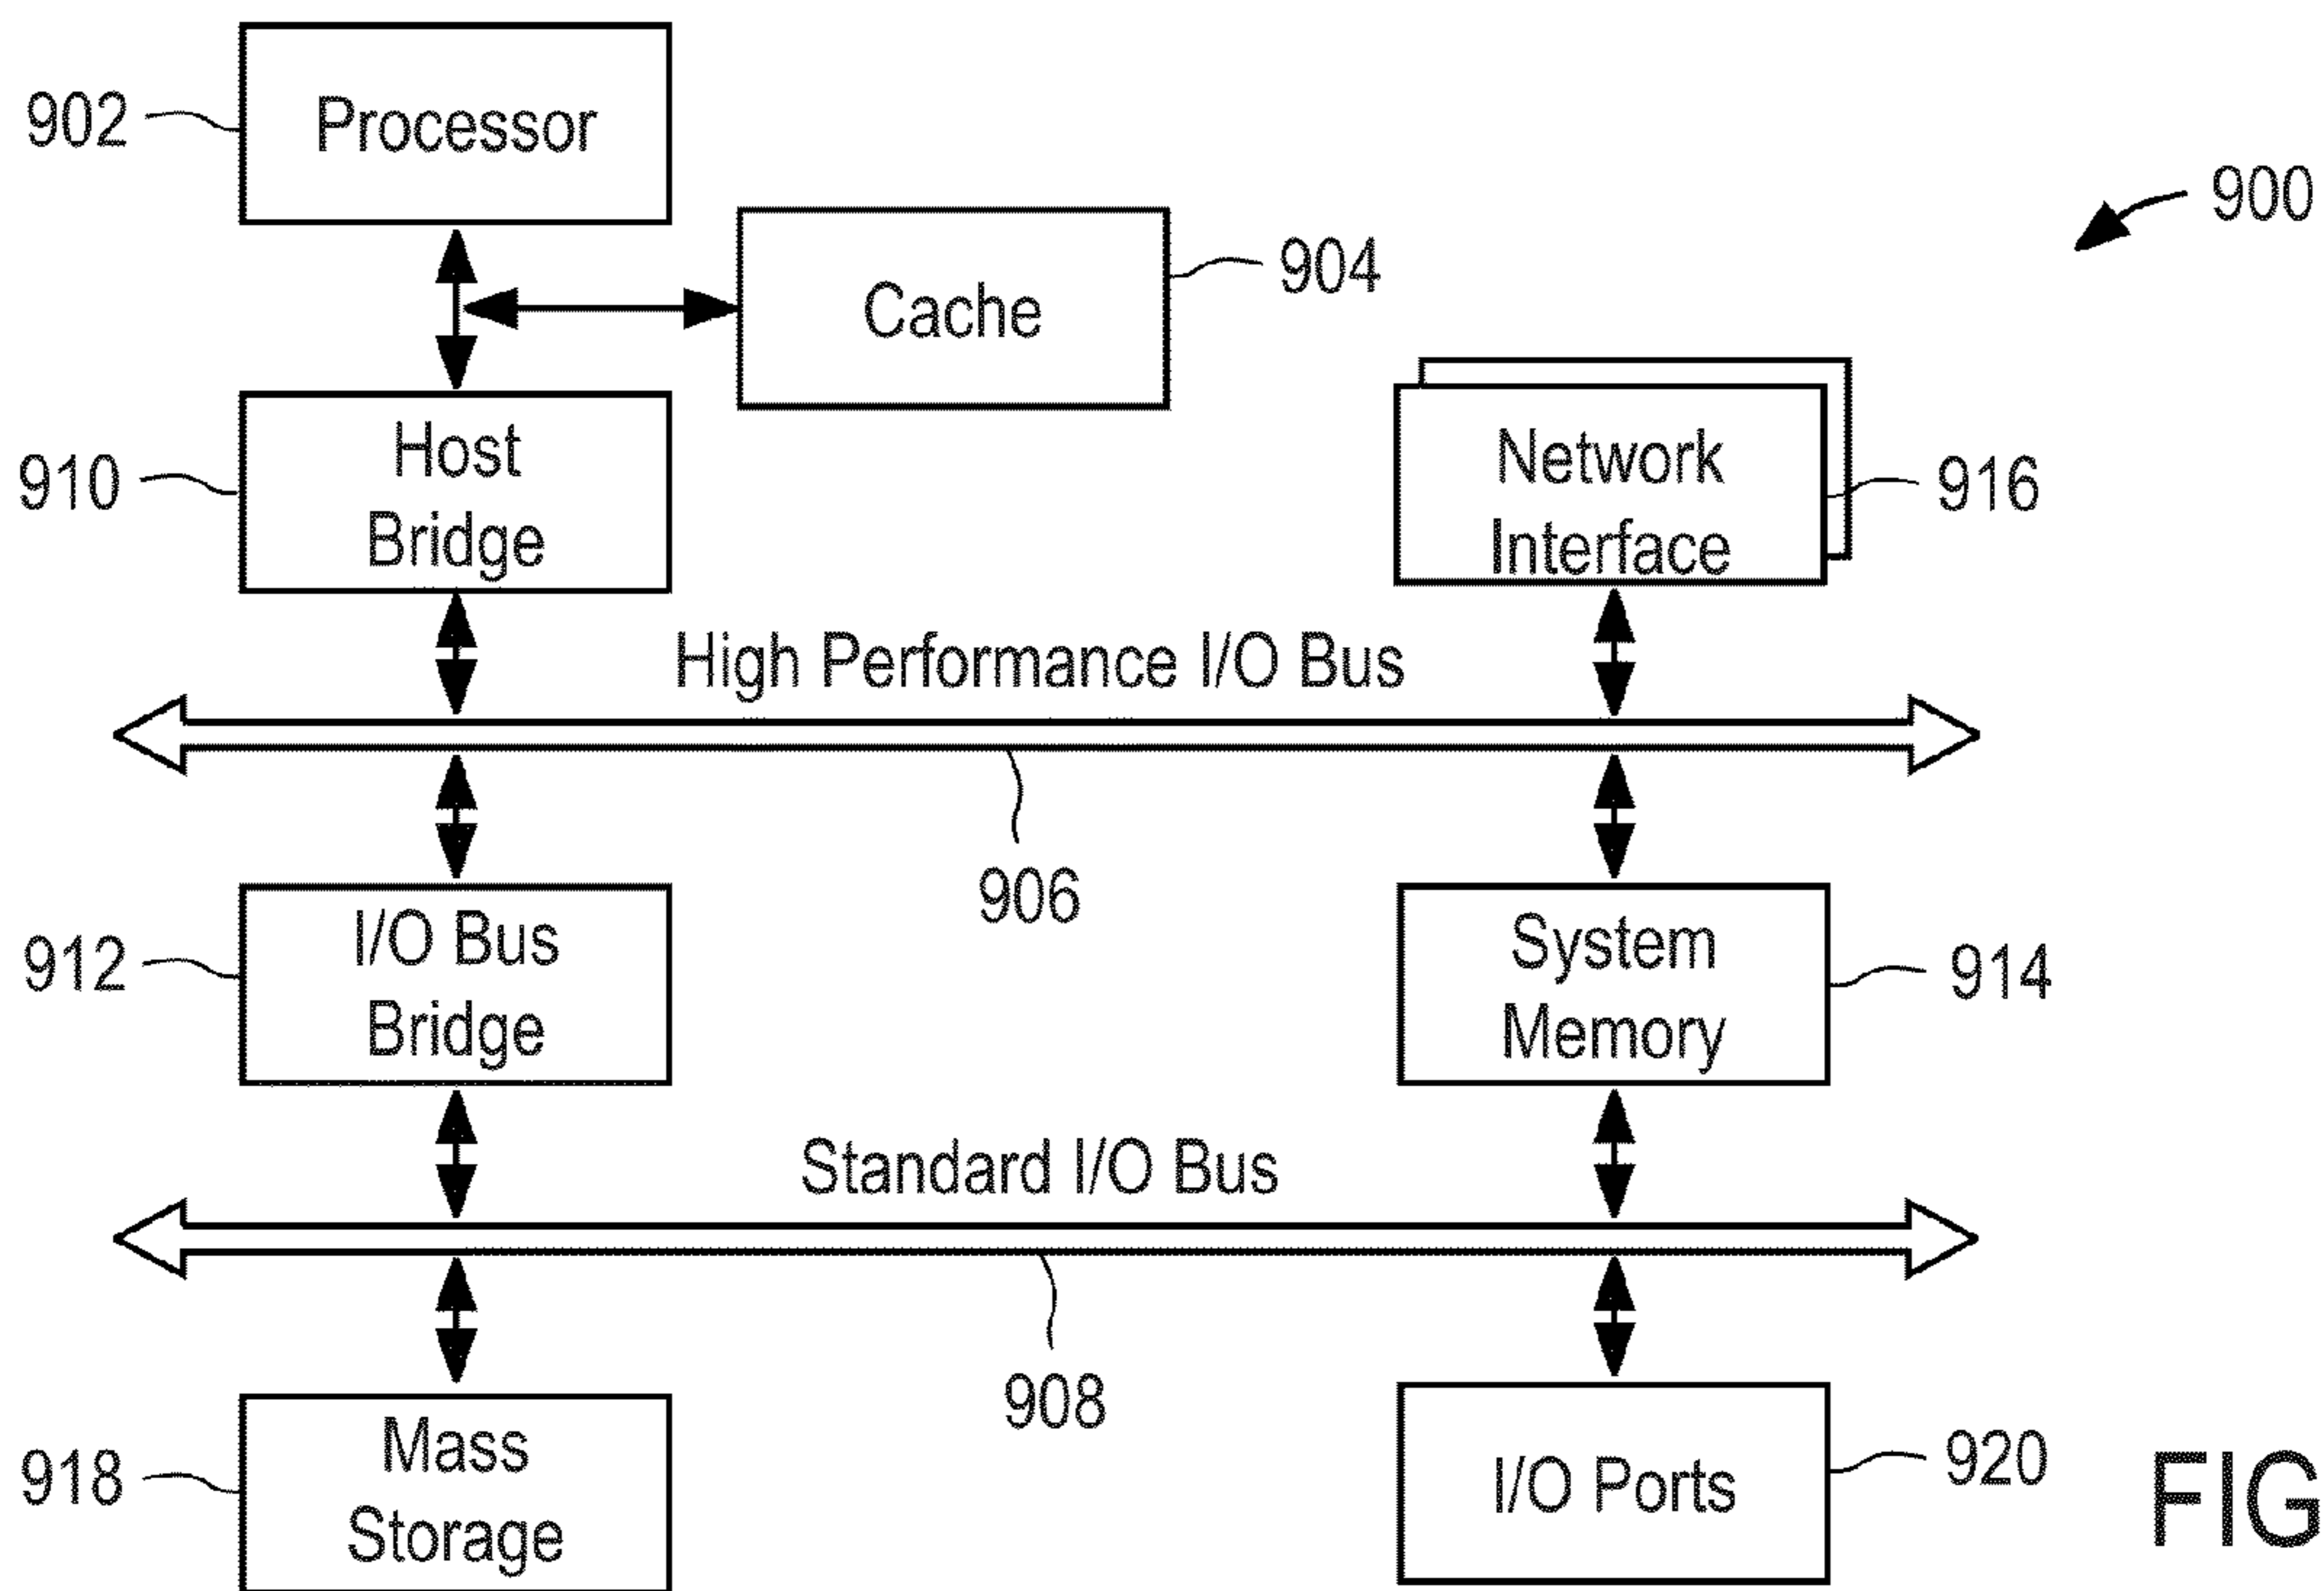 902
Processor
900
Cache
904
910
Host
Bridge
Network
Interface
916
High Performance I/O Bus
906
912
I/O Bus
Bridge
System
Memory
914
Standard I/O Bus
908
918
Mass
Storage
I/O Ports
920
FIG